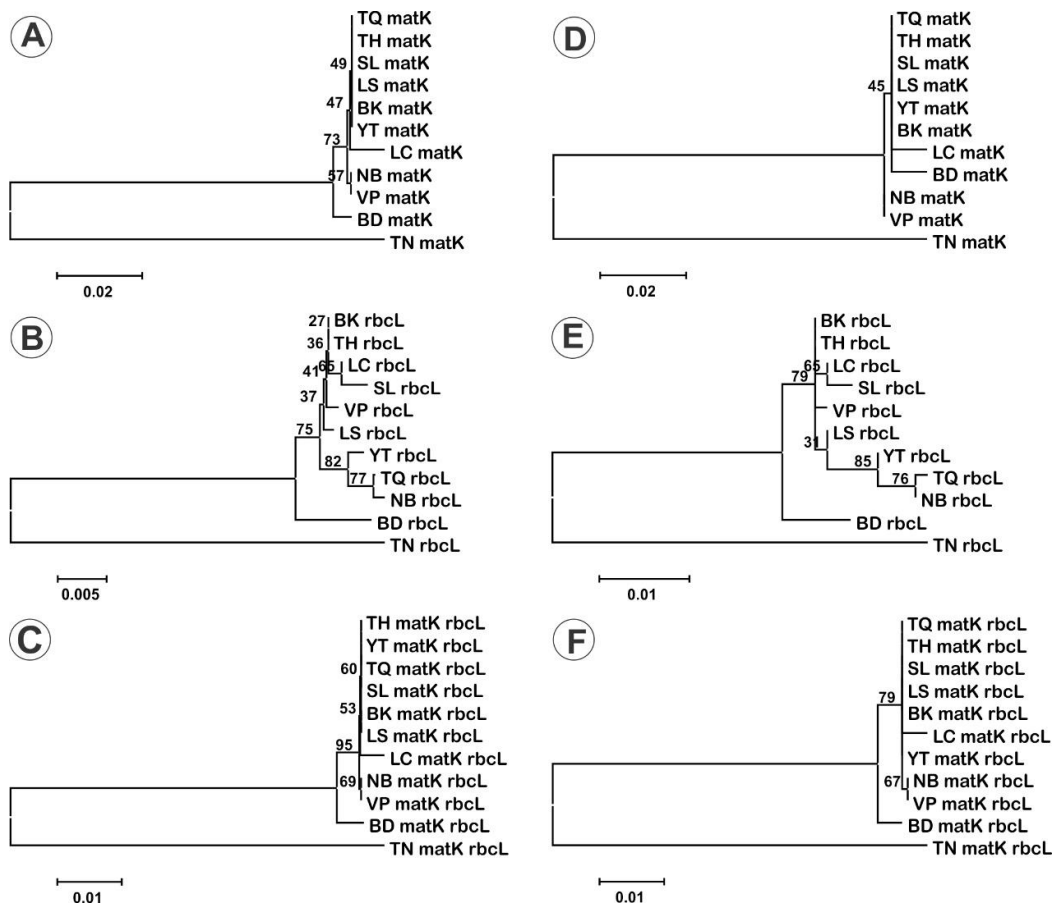 A
TQ matK
TH matK
49
SL matK
LS matK
47
BK matK
YT matK
73
LC matK
57
NB matK
VP matK
BD matK
TN matK
0.02
D
TQ matK
TH matK
SL matK
45
LS matK
YT matK
BK matK
LC matK
BD matK
NB matK
VP matK
TN matK
0.02
B
27
BK rbcL
36
TH rbcL
65
LC rbcL
41
SL rbcL
37
VP rbcL
75
LS rbcL
82
YT rbcL
77
TQ rbcL
NB rbcL
BD rbcL
TN rbcL
0.005
E
BK rbcL
TH rbcL
65
LC rbcL
79
SL rbcL
VP rbcL
31
LS rbcL
85
YT rbcL
76
TQ rbcL
NB rbcL
BD rbcL
TN rbcL
0.01
C
TH matK rbcL
YT matK rbcL
60
TQ matK rbcL
SL matK rbcL
53
BK matK rbcL
LS matK rbcL
95
LC matK rbcL
69
NB matK rbcL
VP matK rbcL
BD matK rbcL
TN matK rbcL
0.01
F
TQ matK rbcL
TH matK rbcL
SL matK rbcL
79
LS matK rbcL
BK matK rbcL
LC matK rbcL
YT matK rbcL
67
NB matK rbcL
VP matK rbcL
BD matK rbcL
TN matK rbcL
0.01